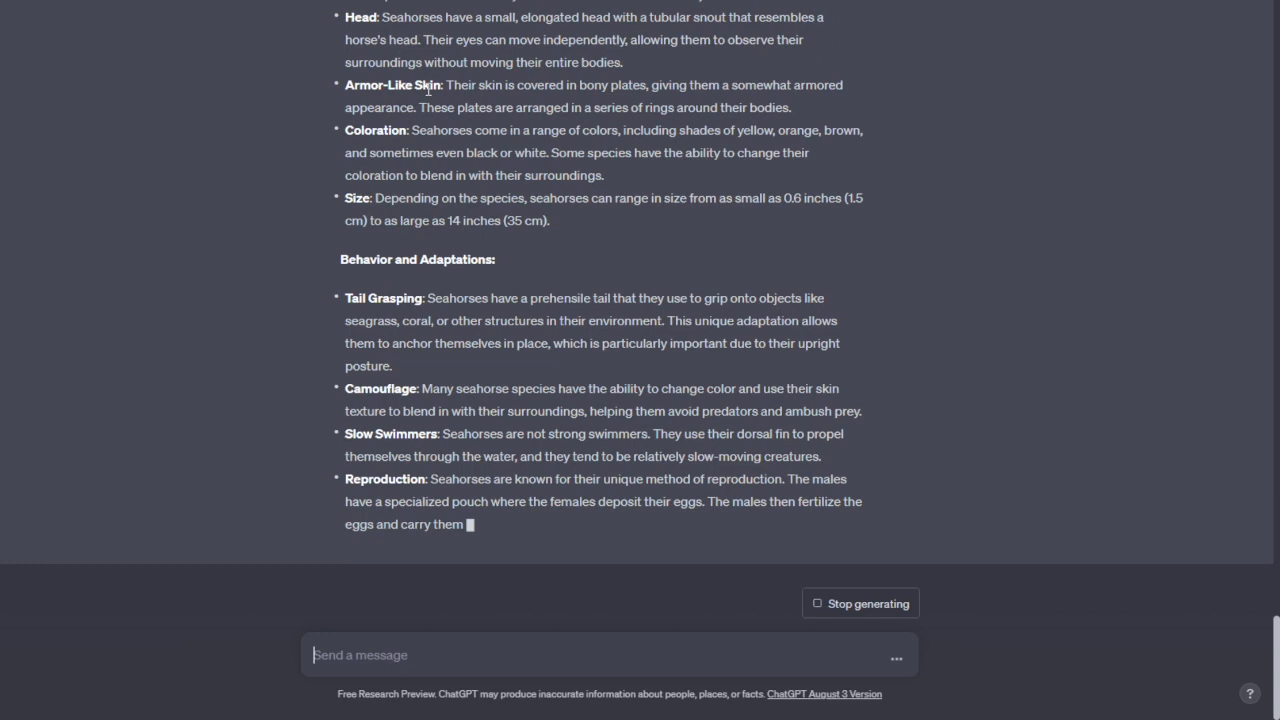 • Head: Seahorses have a small, elongated head with a tubular snout that resembles a
horse's head. Their eyes can move independently, allowing them to observe their
surroundings without moving their entire bodies.
• Armor-Like Skin: Their skin is covered in bony plates, giving them a somewhat armored
appearance. These plates are arranged in a series of rings around their bodies.
• Coloration: Seahorses come in a range of colors, including shades of yellow, orange, brown,
and sometimes even black or white. Some species have the ability to change their
coloration to blend in with their surroundings.
• Size: Depending on the species, seahorses can range in size from as small as 0.6 inches (1.5
cm) to as large as 14 inches (35 cm).
Behavior and Adaptations:
• Tail Grasping: Seahorses have a prehensile tail that they use to grip onto objects like
seagrass, coral, or other structures in their environment. This unique adaptation allows
them to anchor themselves in place, which is particularly important due to their upright
posture.
• Camouflage: Many seahorse species have the ability to change color and use their skin
texture to blend in with their surroundings, helping them avoid predators and ambush prey.
• Slow Swimmers: Seahorses are not strong swimmers. They use their dorsal fin to propel
themselves through the water, and they tend to be relatively slow-moving creatures.
• Reproduction: Seahorses are known for their unique method of reproduction. The males
have a specialized pouch where the females deposit their eggs. The males then fertilize the
eggs and carry them
Stop generating
Send a message
...
Free Research Preview. ChatGPT may produce inaccurate information about people, places, or facts. ChatGPT August 3 Version
?